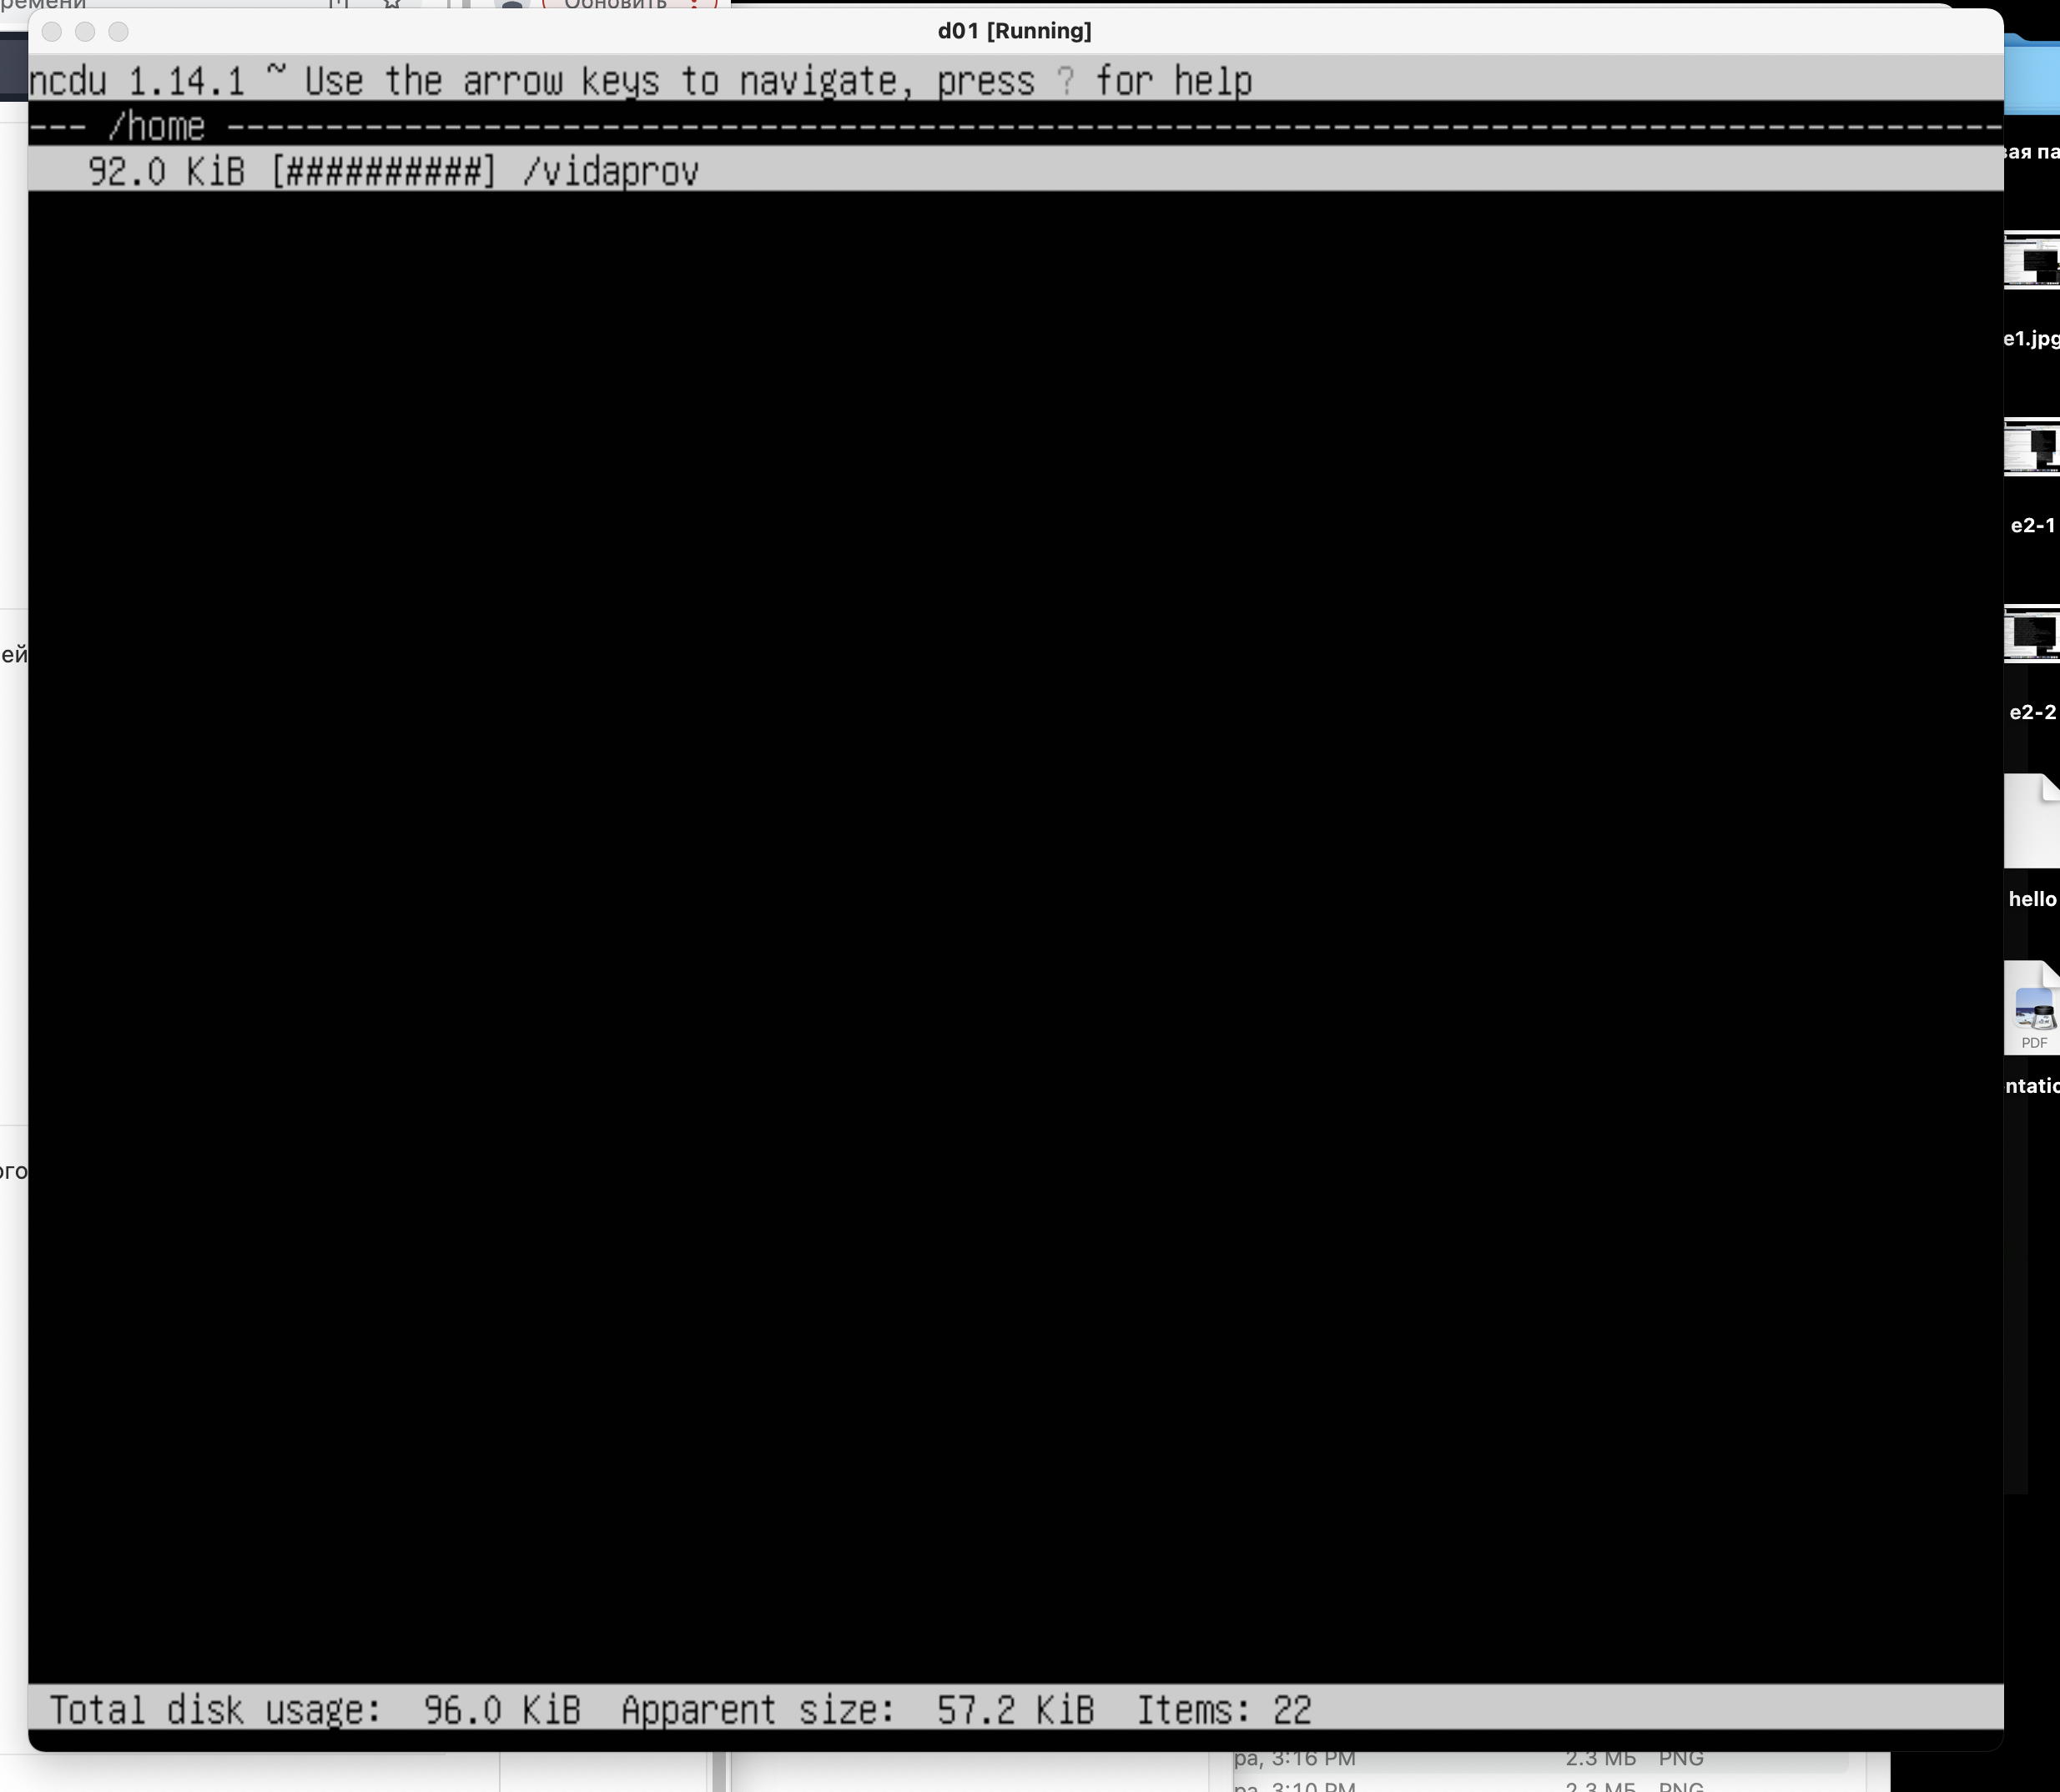 ремени
Обновить
d01 [Running]
ncdu 1.14.1 ~ Use the arrow keys to navigate, press ? for help
--- /home -------------------------------------------------------------------------------------------
92.0 KiB [##########] /vidaprov
вая па
e1.jpg
e2-1
ей
e2-2
hello
PDF
ntatio
ого
Total disk usage: 96.0 KiB Apparent size: 57.2 KiB Items: 22
ра, 3:16 PM 2.3 МБ PNG
ра, 3:10 PM 2.3 МБ PNG